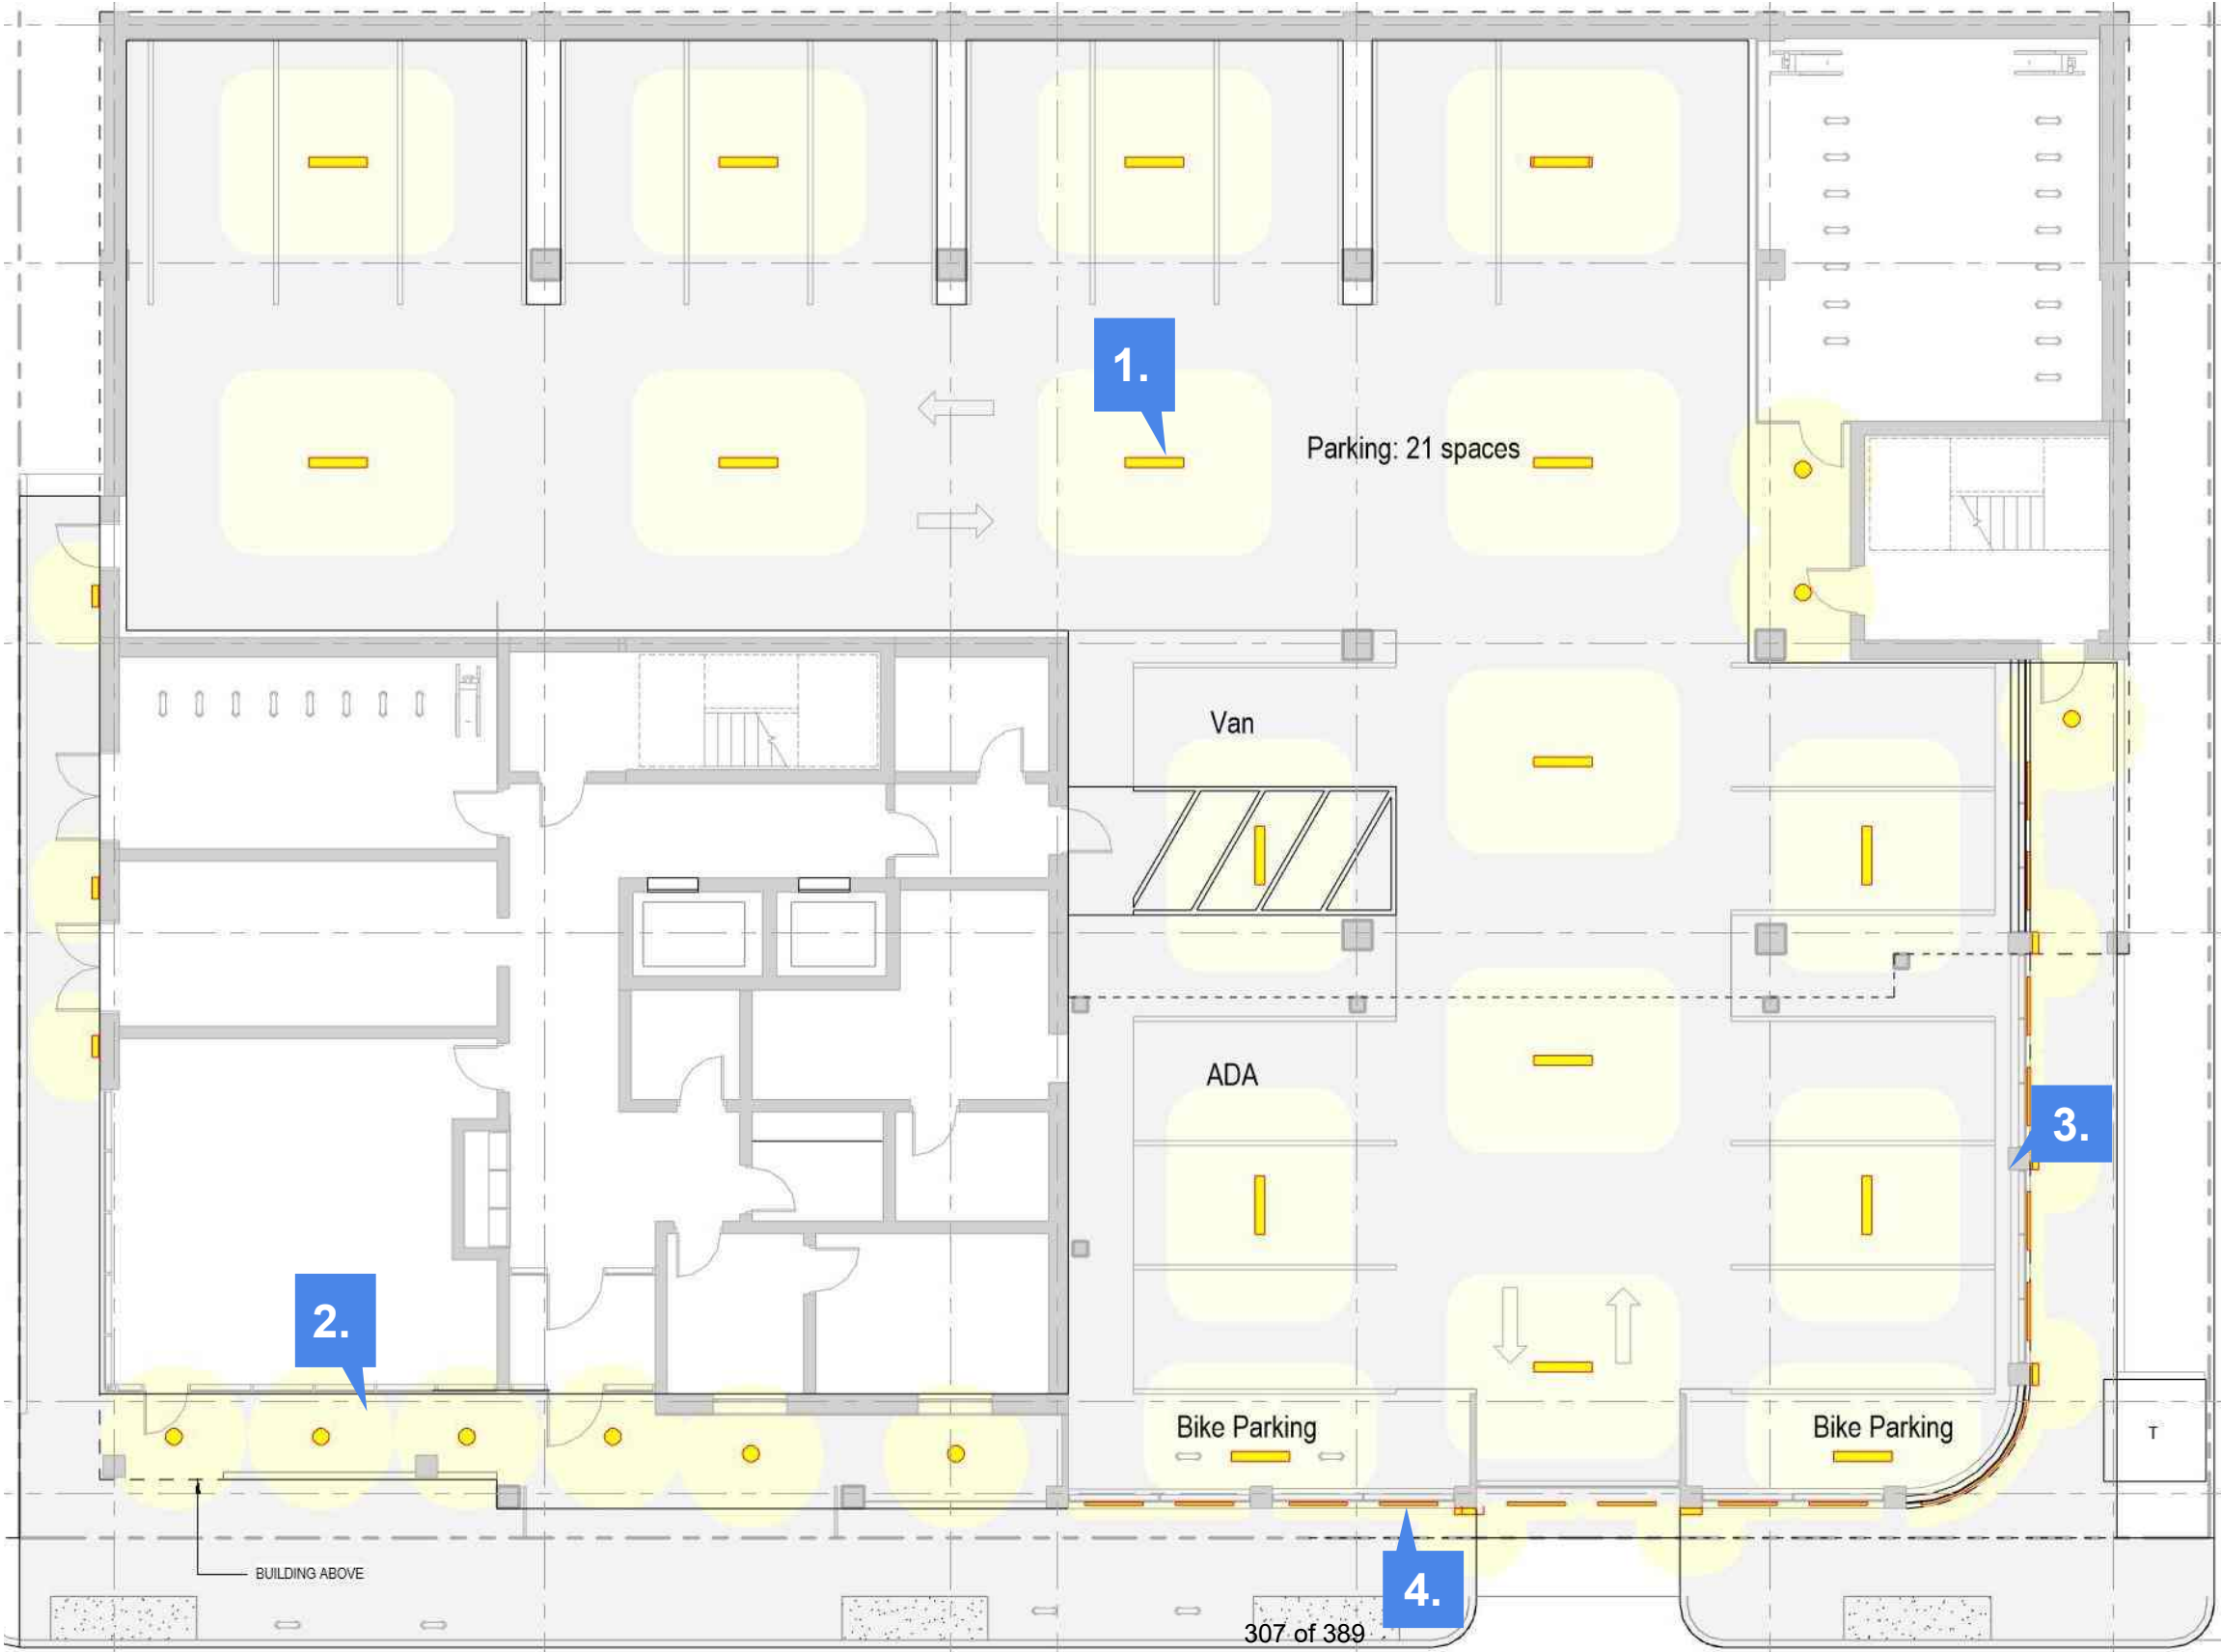 1.
Parking: 21 spaces
Van
ADA
3.
2.
Bike Parking
Bike Parking
T
BUILDING ABOVE
4.
307 of 389